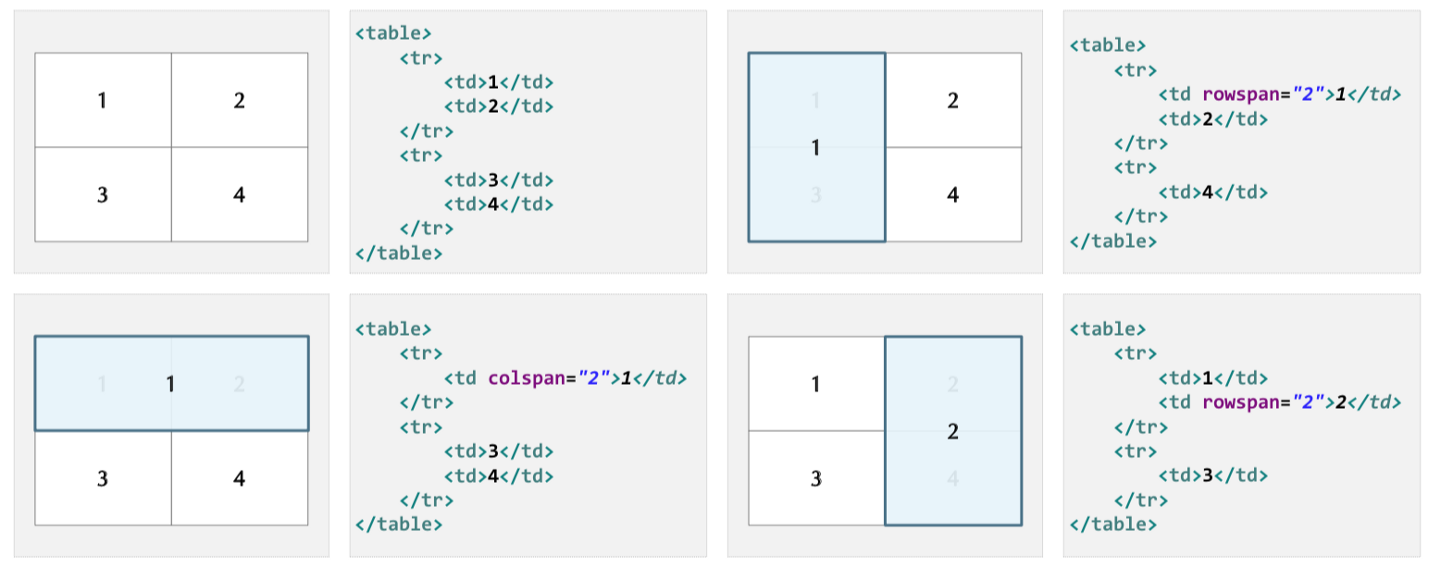 1 2
3 4
<table>
<tr>
<td>1</td>
<td>2</td>
</tr>
<tr>
<td>3</td>
<td>4</td>
</tr>
</table>
1 2
1
3 4
<table>
<tr>
<td rowspan="2">1</td>
<td>2</td>
</tr>
<tr>
<td>4</td>
</tr>
</table>
1 1 2
3 4
<table>
<tr>
<td colspan="2">1</td>
</tr>
<tr>
<td>3</td>
<td>4</td>
</tr>
</table>
1 2
2
3 4
<table>
<tr>
<td>1</td>
<td rowspan="2">2</td>
</tr>
<tr>
<td>3</td>
</tr>
</table>